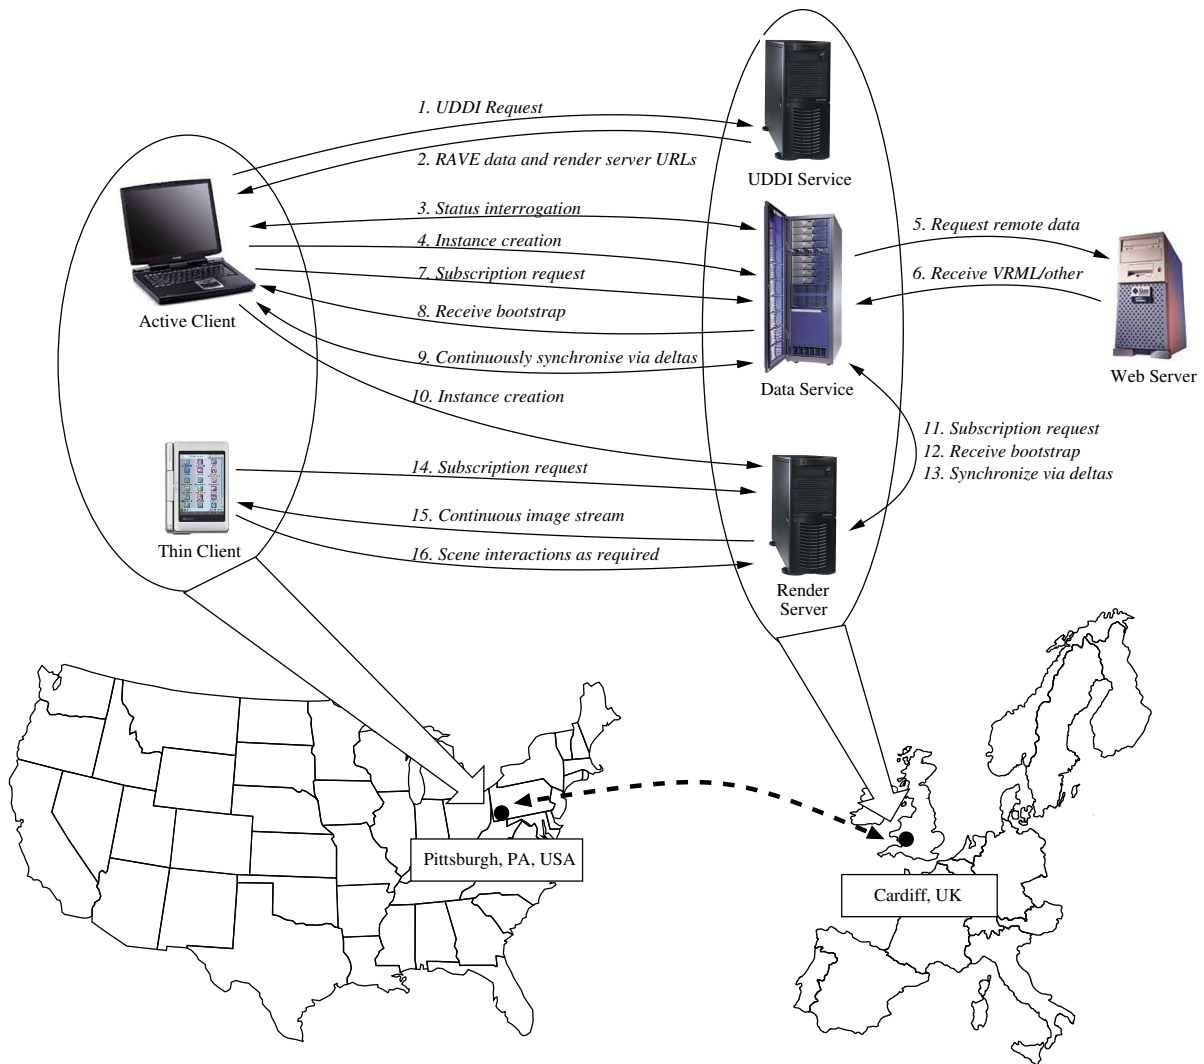 1. UDDI Request
2. RAVE data and render server URLs
UDDI Service
3. Status interrogation
4. Instance creation
5. Request remote data
7. Subscription request
6. Receive VRML/other
8. Receive bootstrap
Active Client
9. Continuously synchronise via deltas
Data Service
Web Server
10. Instance creation
11. Subscription request
12. Receive bootstrap
13. Synchronize via deltas
14. Subscription request
15. Continuous image stream
Thin Client
16. Scene interactions as required
Render
Server
Pittsburgh, PA, USA
Cardiff, UK